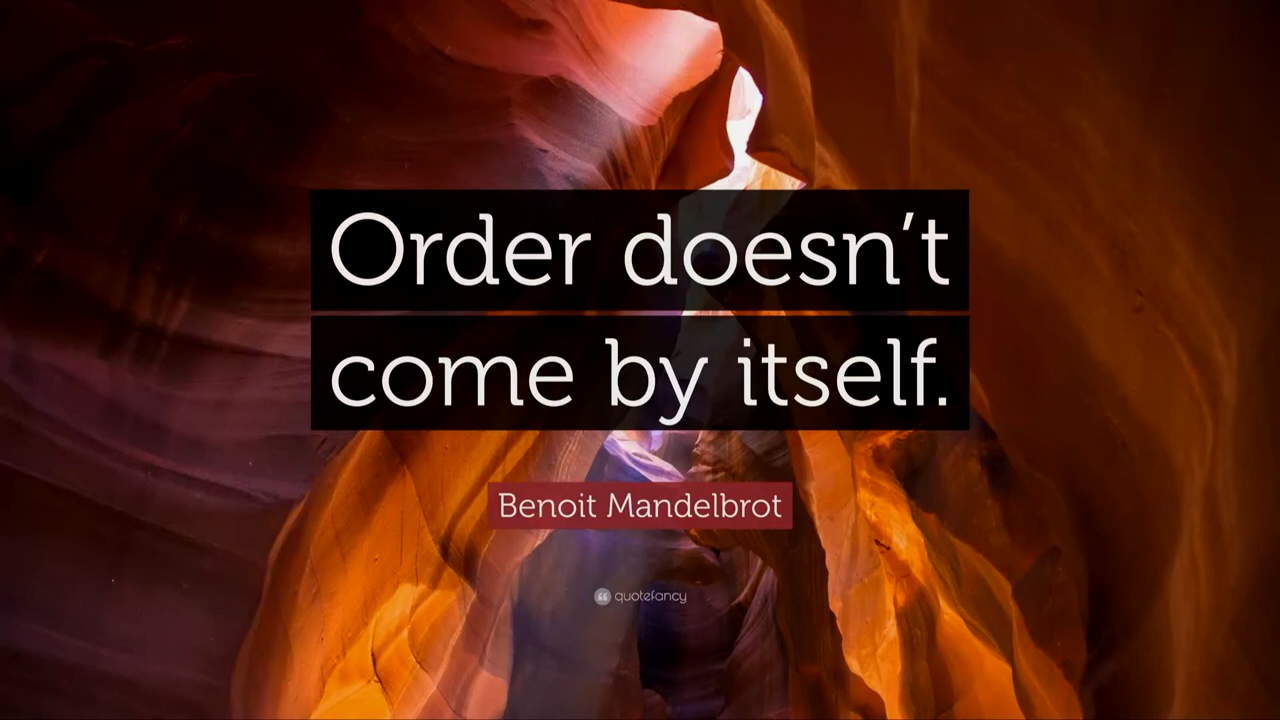 Order doesn’t
come by itself.
Benoit Mandelbrot
quotefancy